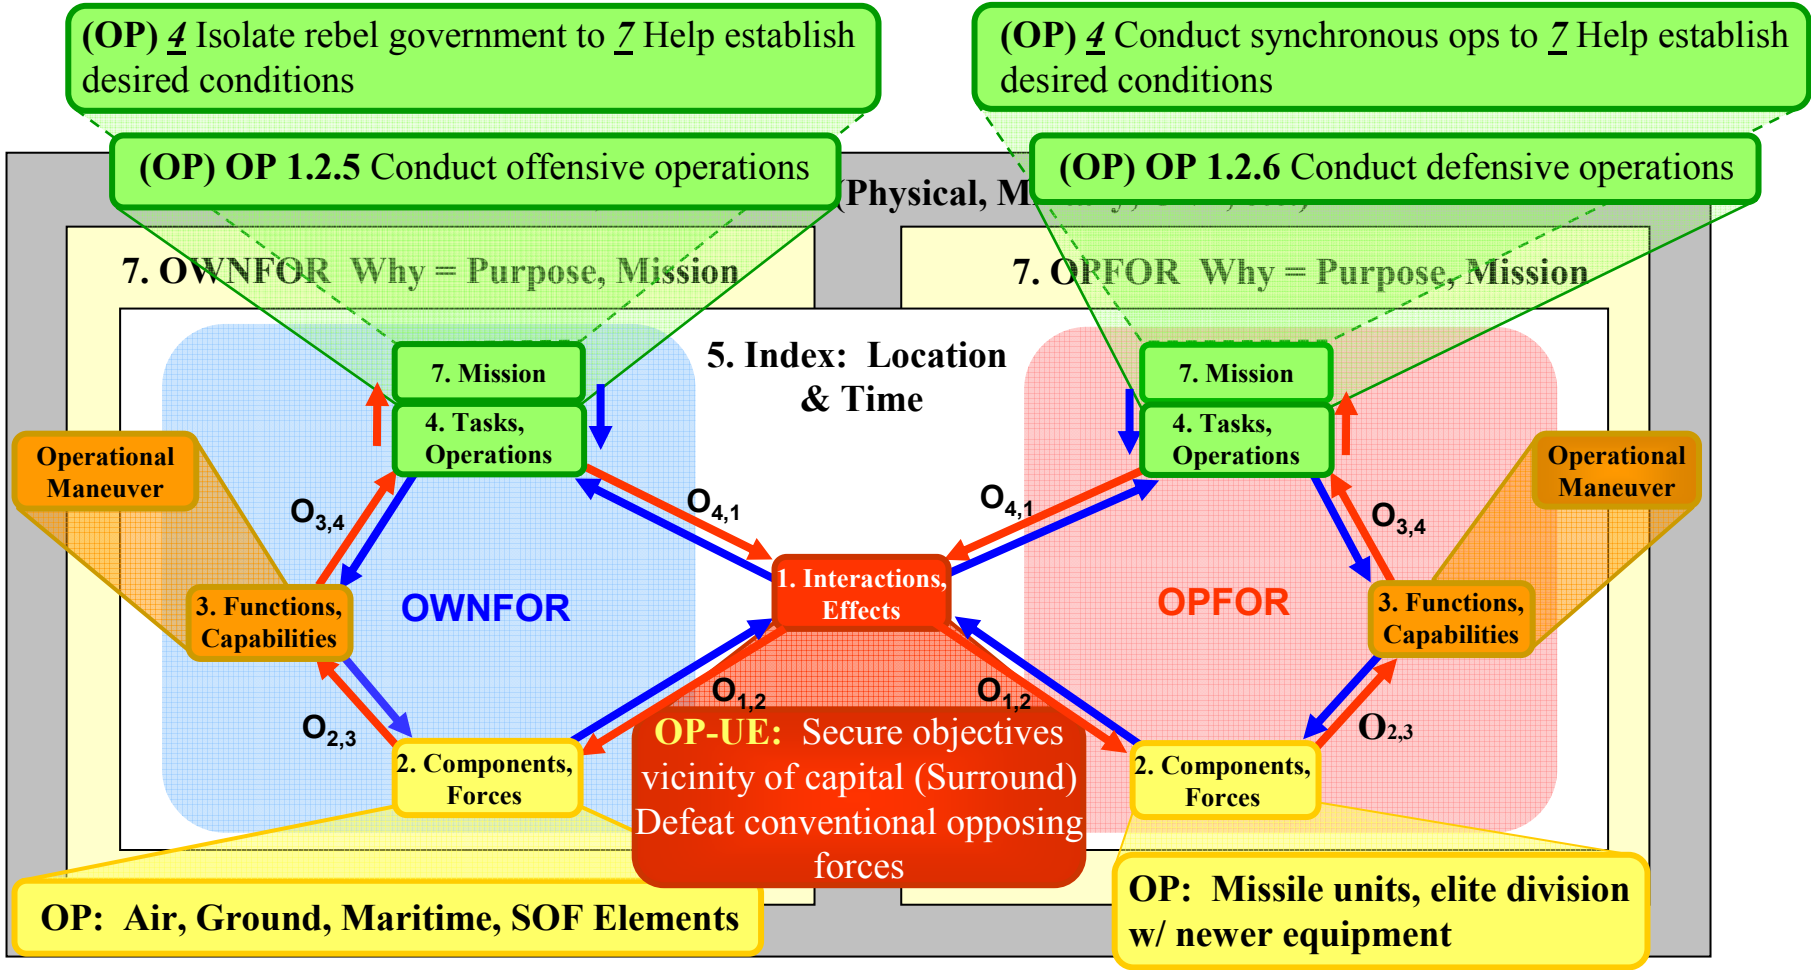 (OP) 4 Isolate rebel government to 7 Help establish
desired conditions
(OP) 4 Conduct synchronous ops to 7 Help establish
desired conditions
(OP) OP 1.2.5 Conduct offensive operations
(OP) OP 1.2.6 Conduct defensive operations
(Physical,
7. OWNFOR Why = Purpose, Mission
7. OPFOR Why = Purpose, Mission
5. Index: Location
& Time
7. Mission
4. Tasks,
Operations
7. Mission
4. Tasks,
Operations
Operational
Maneuver
Operational
Maneuver
O3,4
O4,1
O4,1
O3,4
1. Interactions,
Effects
3. Functions,
Capabilities
OWNFOR
OPFOR
3. Functions,
Capabilities
O2,3
O1,2
O1,2
O2,3
2. Components,
Forces
2. Components,
Forces
OP-UE: Secure objectives
vicinity of capital (Surround)
Defeat conventional opposing
forces
OP: Air, Ground, Maritime, SOF Elements
OP: Missile units, elite division
w/ newer equipment